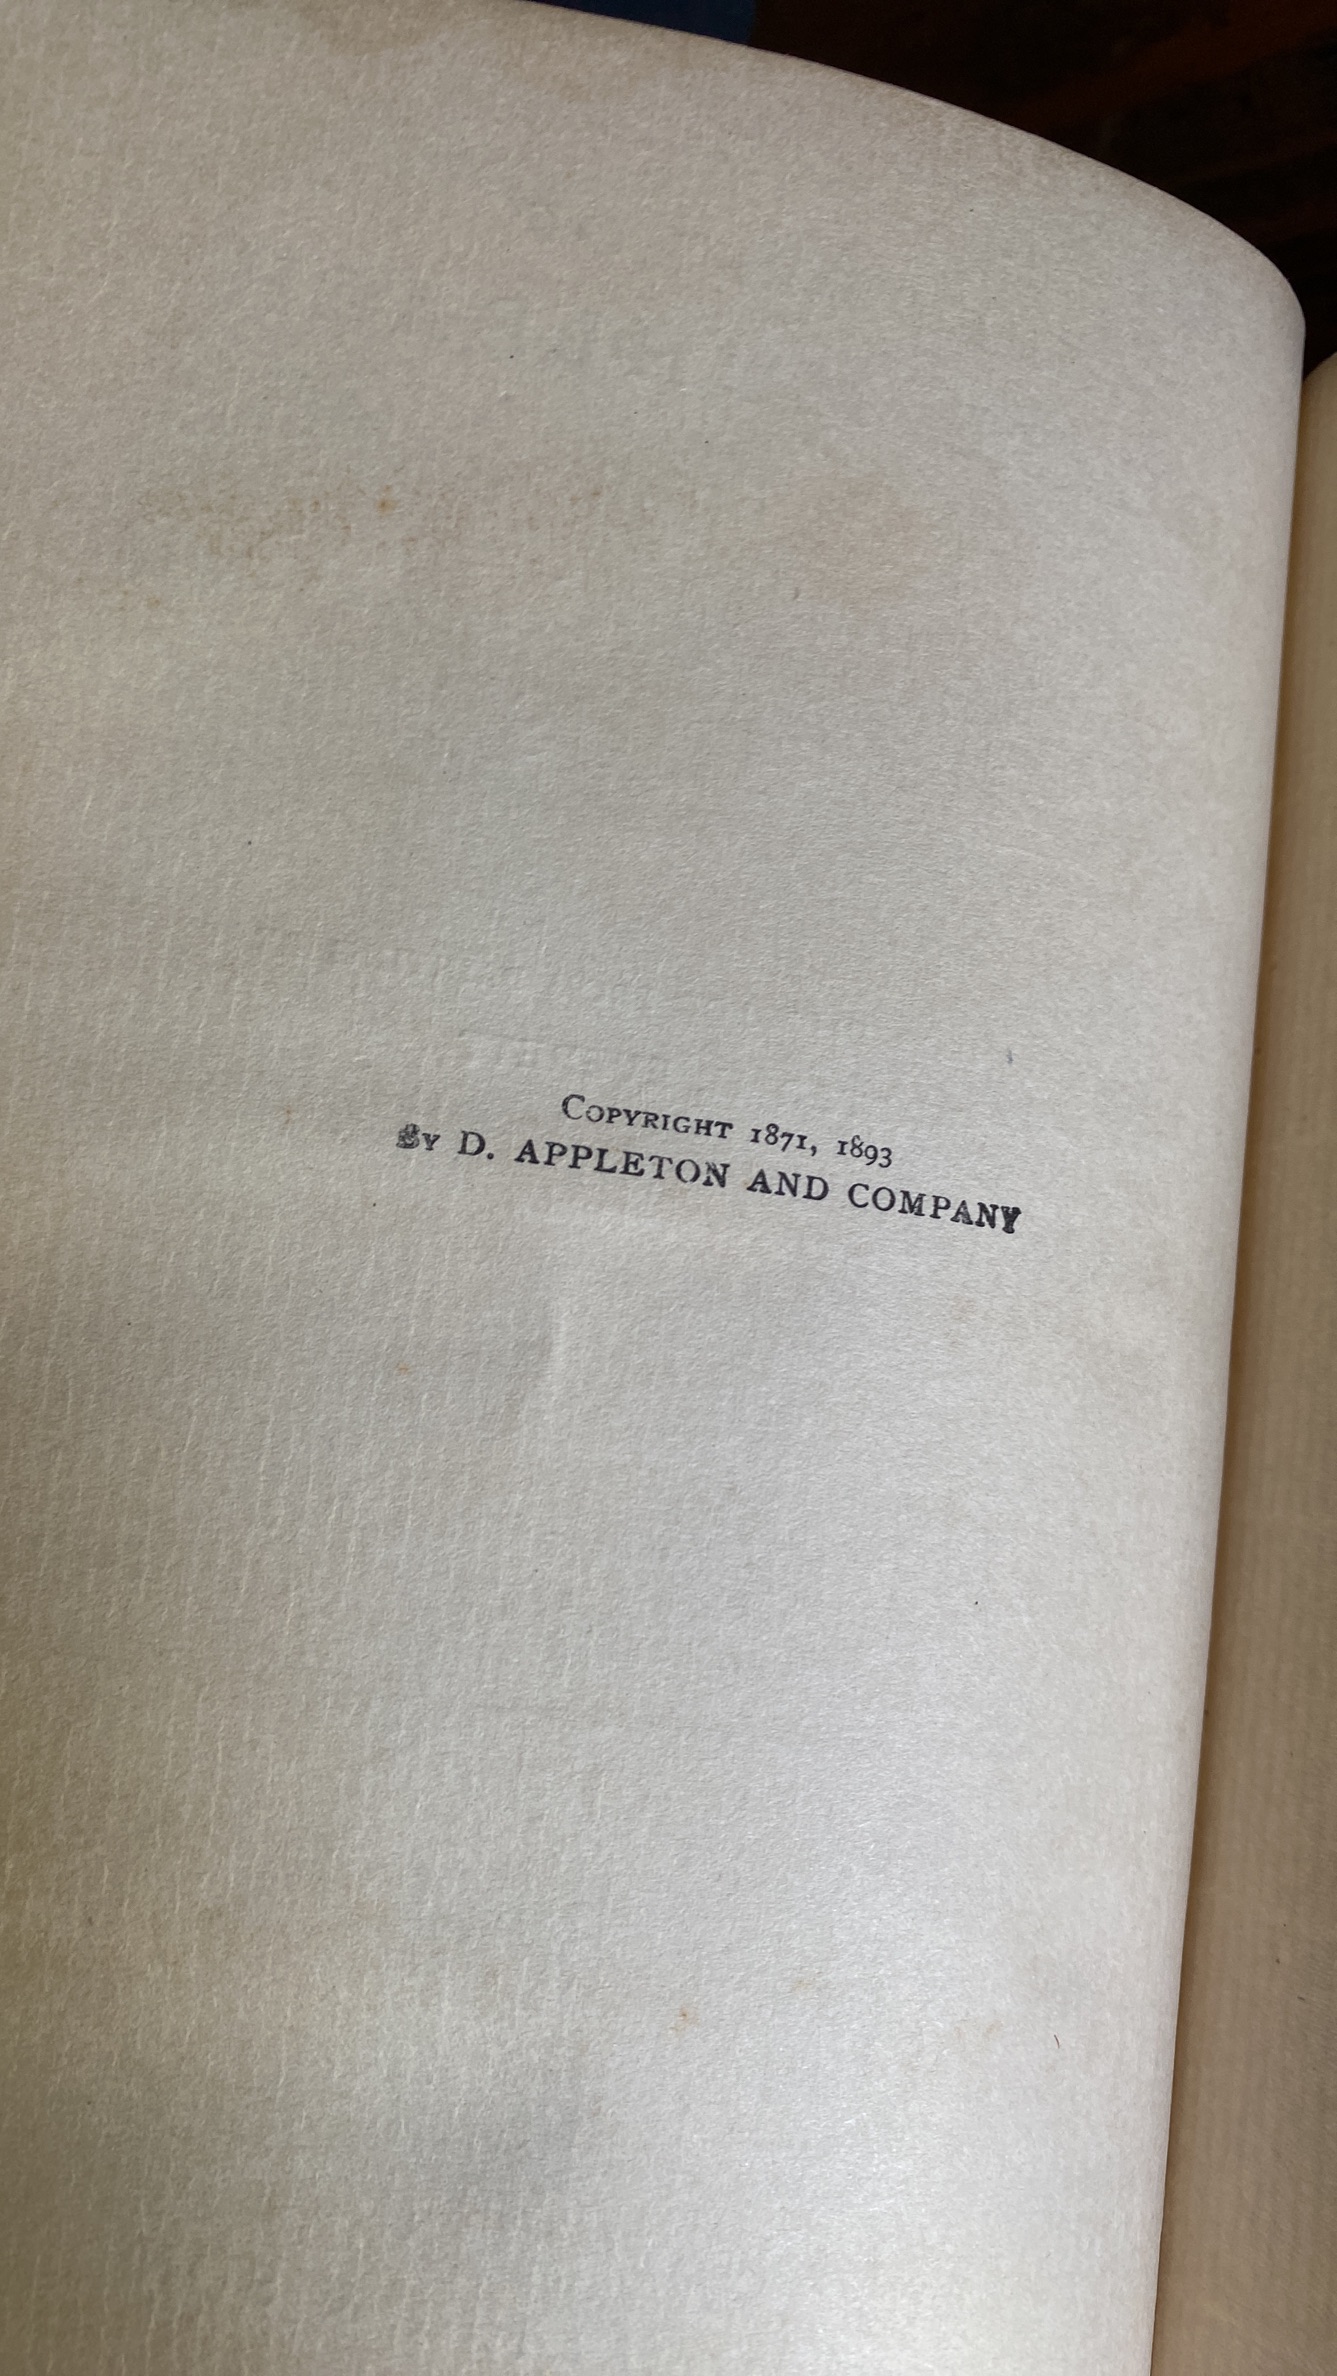 Copyright 1871, 1893
By D. APPLETON AND COMPANY